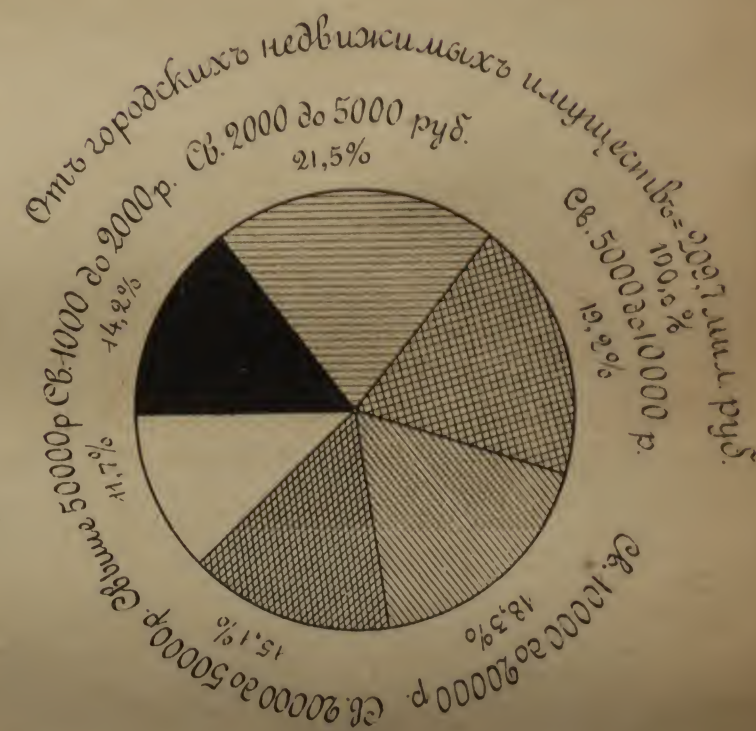 Отъ городскихъ недвижимыхъ имуществъ = 209,7 мил. руб.
100,0%
Св. 1000 до 2000 р.
14,2%
Св. 2000 до 5000 руб.
21,5%
Св. 5000 до 10000 р.
19,2%
Св. 10000 до 20000 р.
18,3%
Св. 20000 до 50000 р.
15,1%
Свыше 50000 р
11,7%